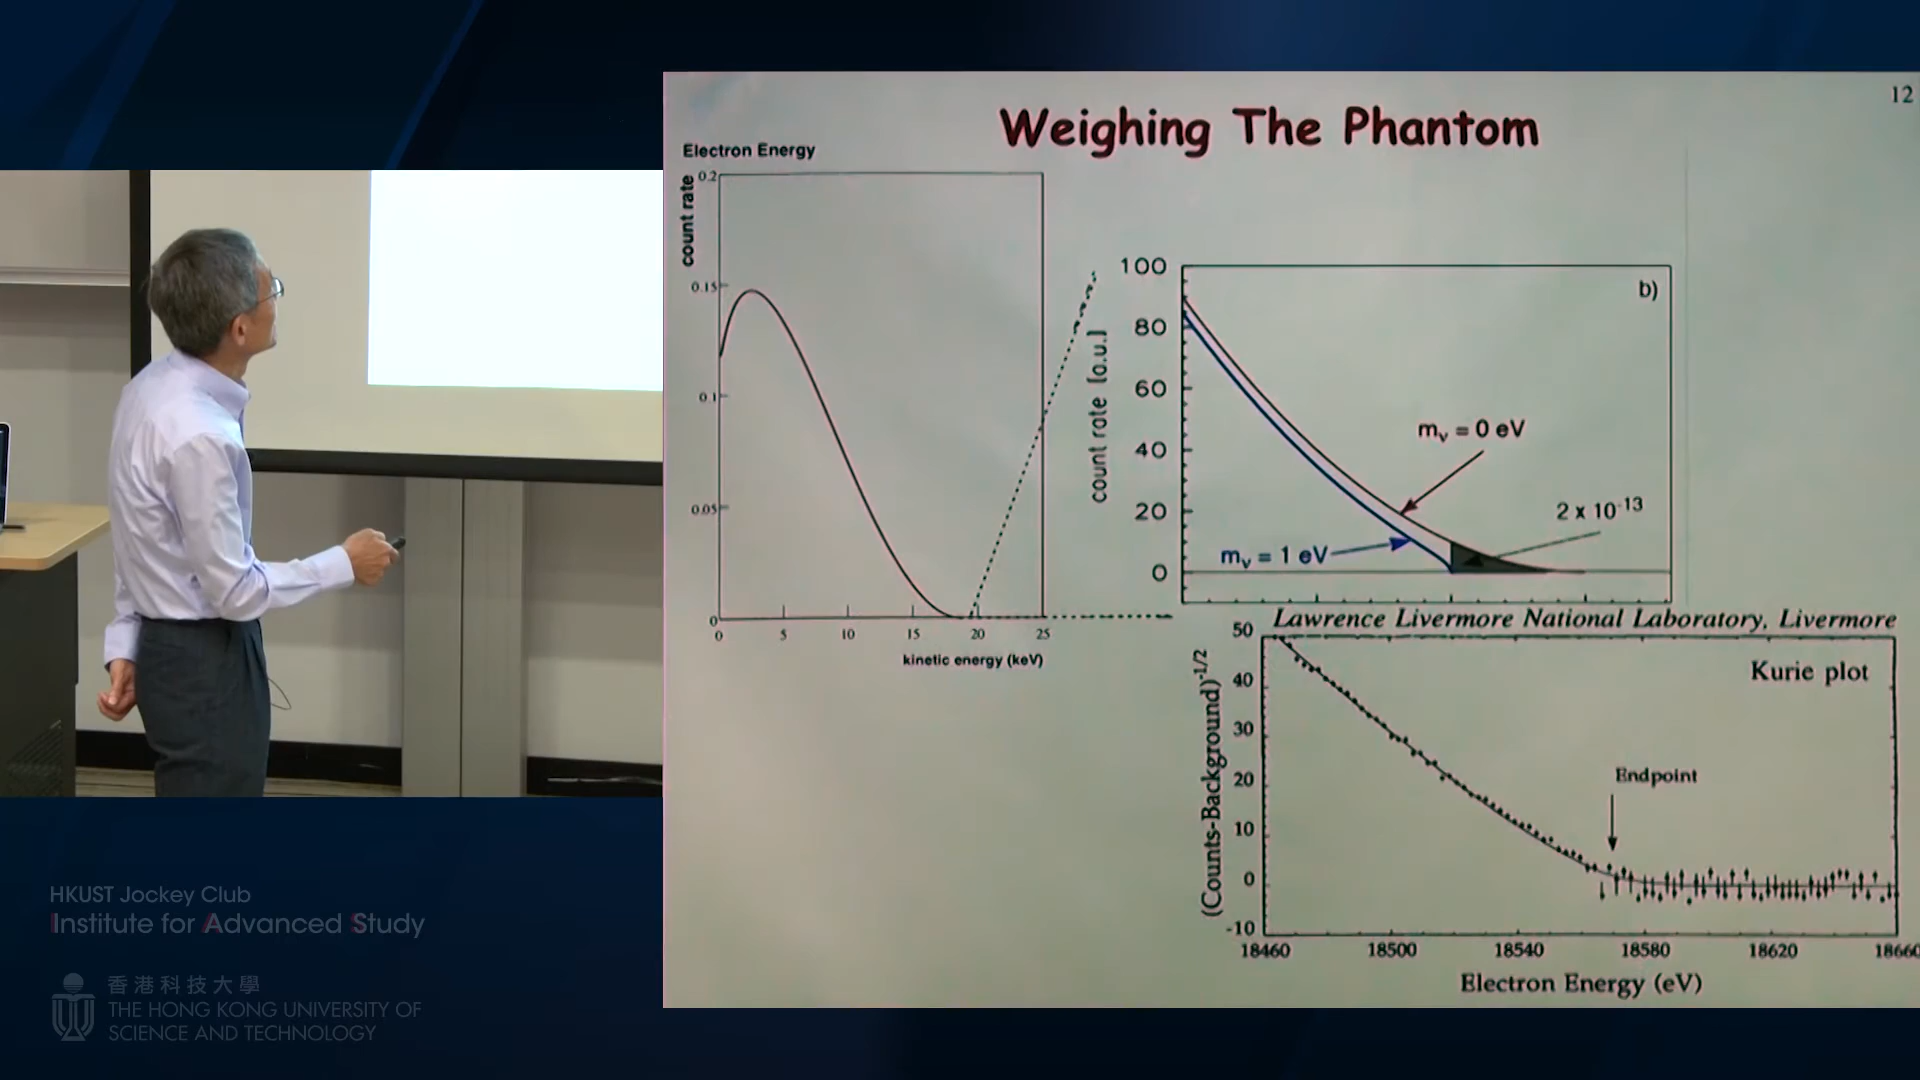 12
Weighing The Phantom
Electron Energy
count rate
0.2
0.15
0.1
0.05
0
0
5
10
15
20
25
kinetic energy (keV)
b)
count rate [a.u.]
100
80
60
40
20
0
mν = 0 eV
2 x 10⁻¹³
mν = 1 eV
Lawrence Livermore National Laboratory, Livermore
Kurie plot
(Counts-Background)⁻¹/²
50
40
30
20
10
0
-10
Endpoint
18460
18500
18540
18580
18620
18660
Electron Energy (eV)
HKUST Jockey Club
Institute for Advanced Study
香港科技大學
THE HONG KONG UNIVERSITY OF
SCIENCE AND TECHNOLOGY